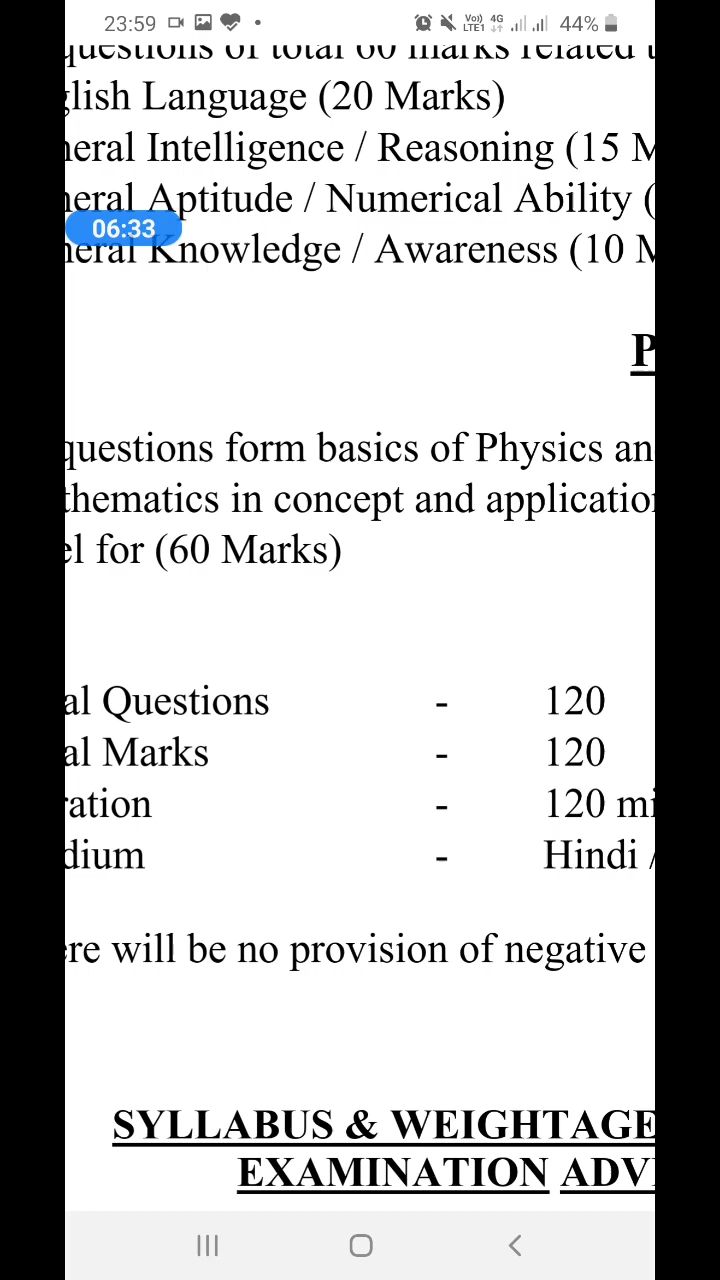 23:59 Vo)) LTE1 4G 44%
questions of total 60 marks related t
glish Language (20 Marks)
neral Intelligence / Reasoning (15 M
neral Aptitude / Numerical Ability (
06:33
neral Knowledge / Awareness (10 M
P
questions form basics of Physics an
thematics in concept and applicatio
el for (60 Marks)
al Questions - 120
al Marks - 120
ration - 120 mi
dium - Hindi /
ere will be no provision of negative
SYLLABUS & WEIGHTAGE
EXAMINATION ADV